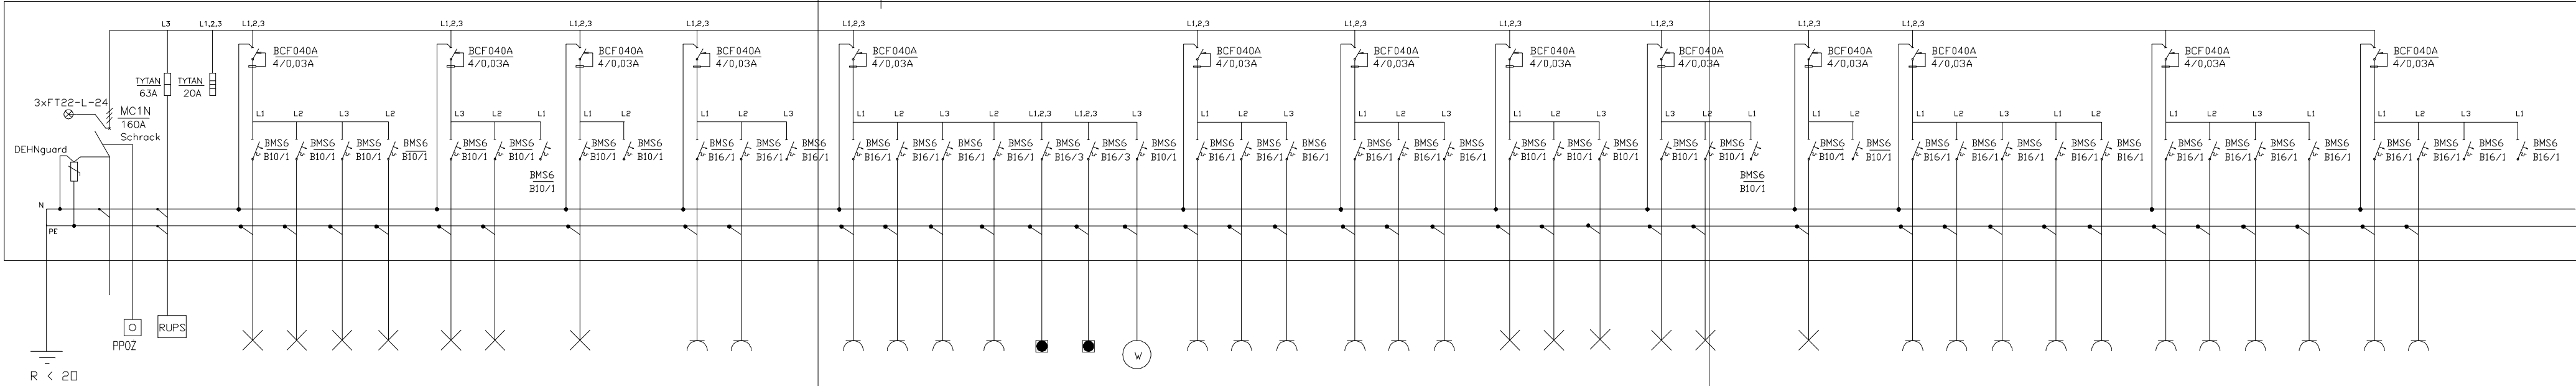 L3 L1,2,3 L1,2,3 L1,2,3 L1,2,3 L1,2,3 L1,2,3 L1,2,3 L1,2,3 L1,2,3 L1,2,3 L1,2,3 L1,2,3
BCF040A BCF040A BCF040A BCF040A BCF040A BCF040A BCF040A BCF040A BCF040A BCF040A BCF040A BCF040A BCF040A
4/0,03A 4/0,03A 4/0,03A 4/0,03A 4/0,03A 4/0,03A 4/0,03A 4/0,03A 4/0,03A 4/0,03A 4/0,03A 4/0,03A 4/0,03A
TYTAN TYTAN
63A 20A
3xFT22-L-24
MC1N
160A
Schrack
DEHNguard
L1 L2 L3 L2 L3 L2 L1 L1 L2 L1 L2 L3 L1 L2 L3 L2 L1,2,3 L1,2,3 L3 L1 L2 L3 L1 L2 L3 L1 L2 L3 L3 L2 L1 L1 L2 L1 L2 L3 L1 L2 L1 L2 L3 L1 L1 L2 L3 L1
BMS6 BMS6 BMS6 BMS6 BMS6 BMS6 BMS6 BMS6 BMS6 BMS6 BMS6 BMS6 BMS6 BMS6 BMS6 BMS6 BMS6 BMS6 BMS6 BMS6 BMS6 BMS6 BMS6 BMS6 BMS6 BMS6 BMS6 BMS6 BMS6 BMS6 BMS6 BMS6 BMS6 BMS6 BMS6 BMS6 BMS6 BMS6 BMS6 BMS6 BMS6 BMS6 BMS6 BMS6
B10/1 B10/1 B10/1 B10/1 B10/1 B10/1 B10/1 B10/1 B16/1 B16/1 B16/1 B16/1 B16/1 B16/1 B16/1 B16/3 B16/3 B10/1 B16/1 B16/1 B16/1 B16/1 B16/1 B16/1 B10/1 B10/1 B10/1 B10/1 B10/1 B10/1 B10/1 B16/1 B16/1 B16/1 B16/1 B16/1 B16/1 B16/1 B16/1 B16/1 B16/1 B16/1 B16/1 B16/1
BMS6 BMS6
B10/1 B10/1
N
PE
RUPS
PPOZ
W
R < 2